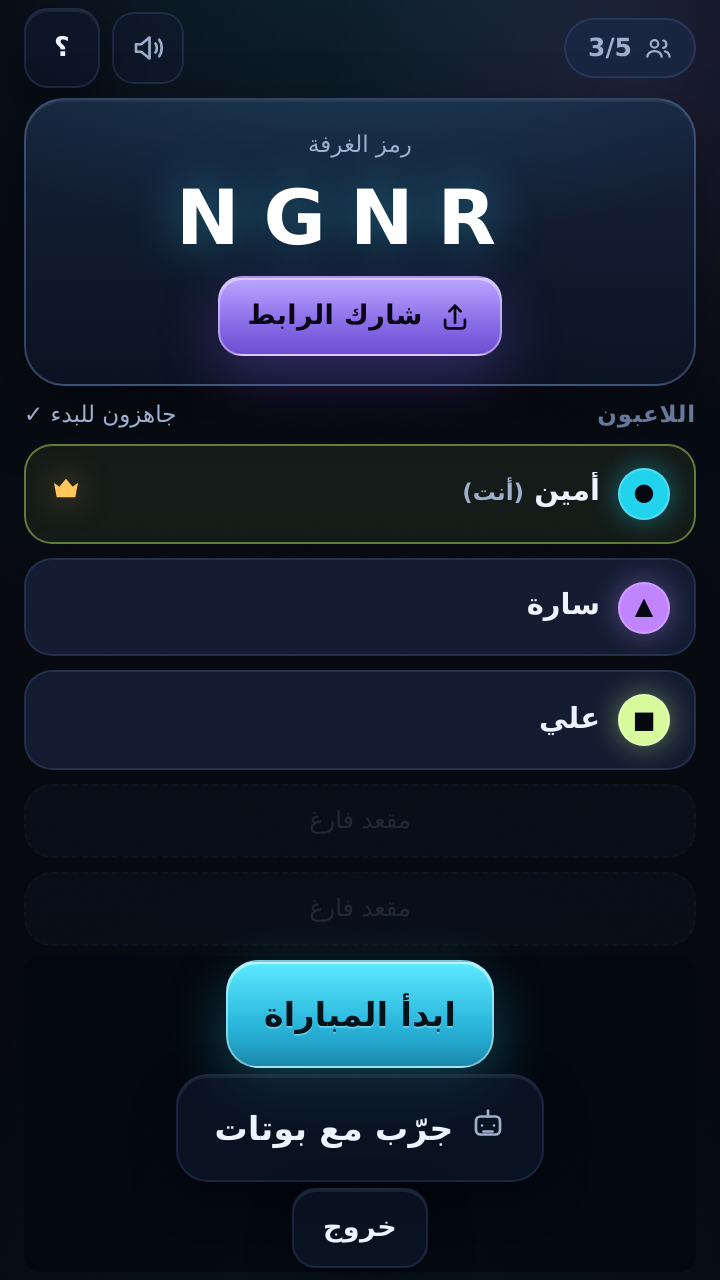 3/5
؟
رمز الغرفة
NGNR
شارك الرابط
اللاعبون
جاهزون للبدء ✓
أمين (أنت)
سارة
علي
مقعد فارغ
مقعد فارغ
ابدأ المباراة
جرّب مع بوتات
خروج